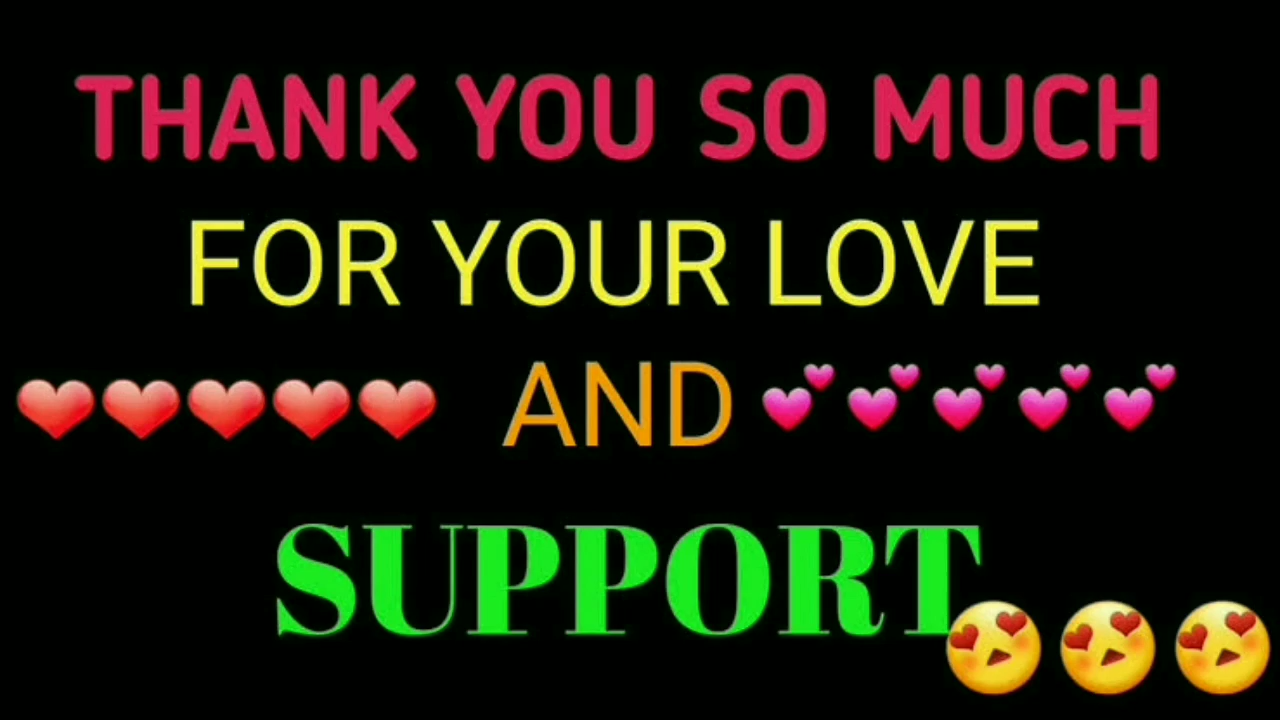 THANK YOU SO MUCH
FOR YOUR LOVE
❤️❤️❤️❤️❤️ AND 💕💕💕💕💕
SUPPORT😍😍😍